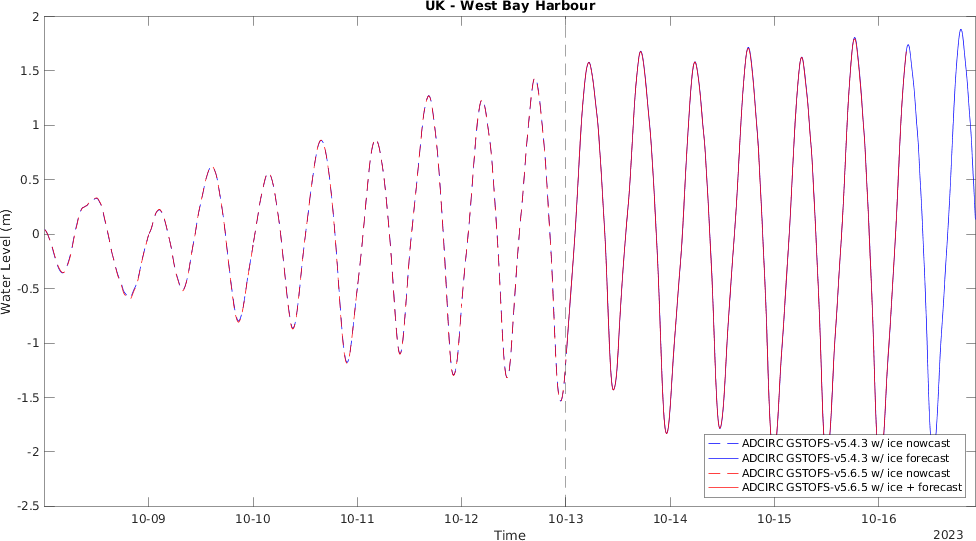 UK - West Bay Harbour
2
1.5
1
0.5
0
-0.5
-1
-1.5
-2
-2.5
Water Level (m)
ADCIRC GSTOFS-v5.4.3 w/ ice nowcast
ADCIRC GSTOFS-v5.4.3 w/ ice forecast
ADCIRC GSTOFS-v5.6.5 w/ ice nowcast
ADCIRC GSTOFS-v5.6.5 w/ ice + forecast
10-09 10-10 10-11 10-12 10-13 10-14 10-15 10-16
Time
2023